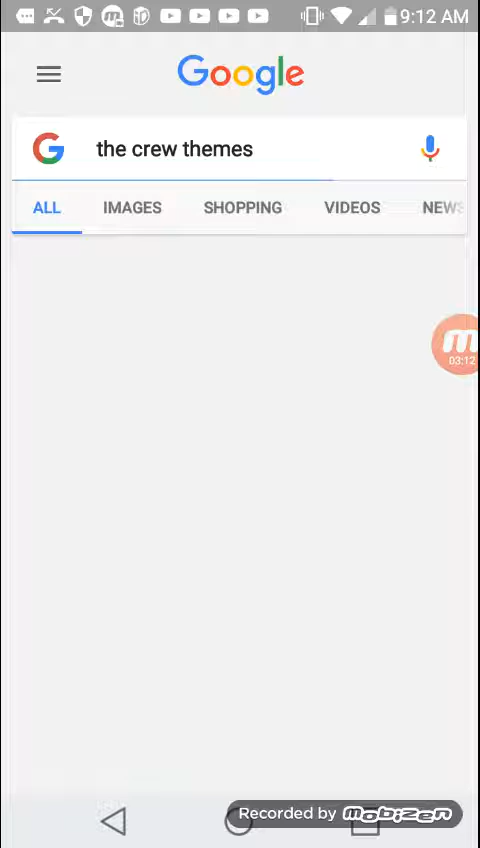 9:12 AM
Google
the crew themes
ALL IMAGES SHOPPING VIDEOS NEWS
03:12
Recorded by mobizen